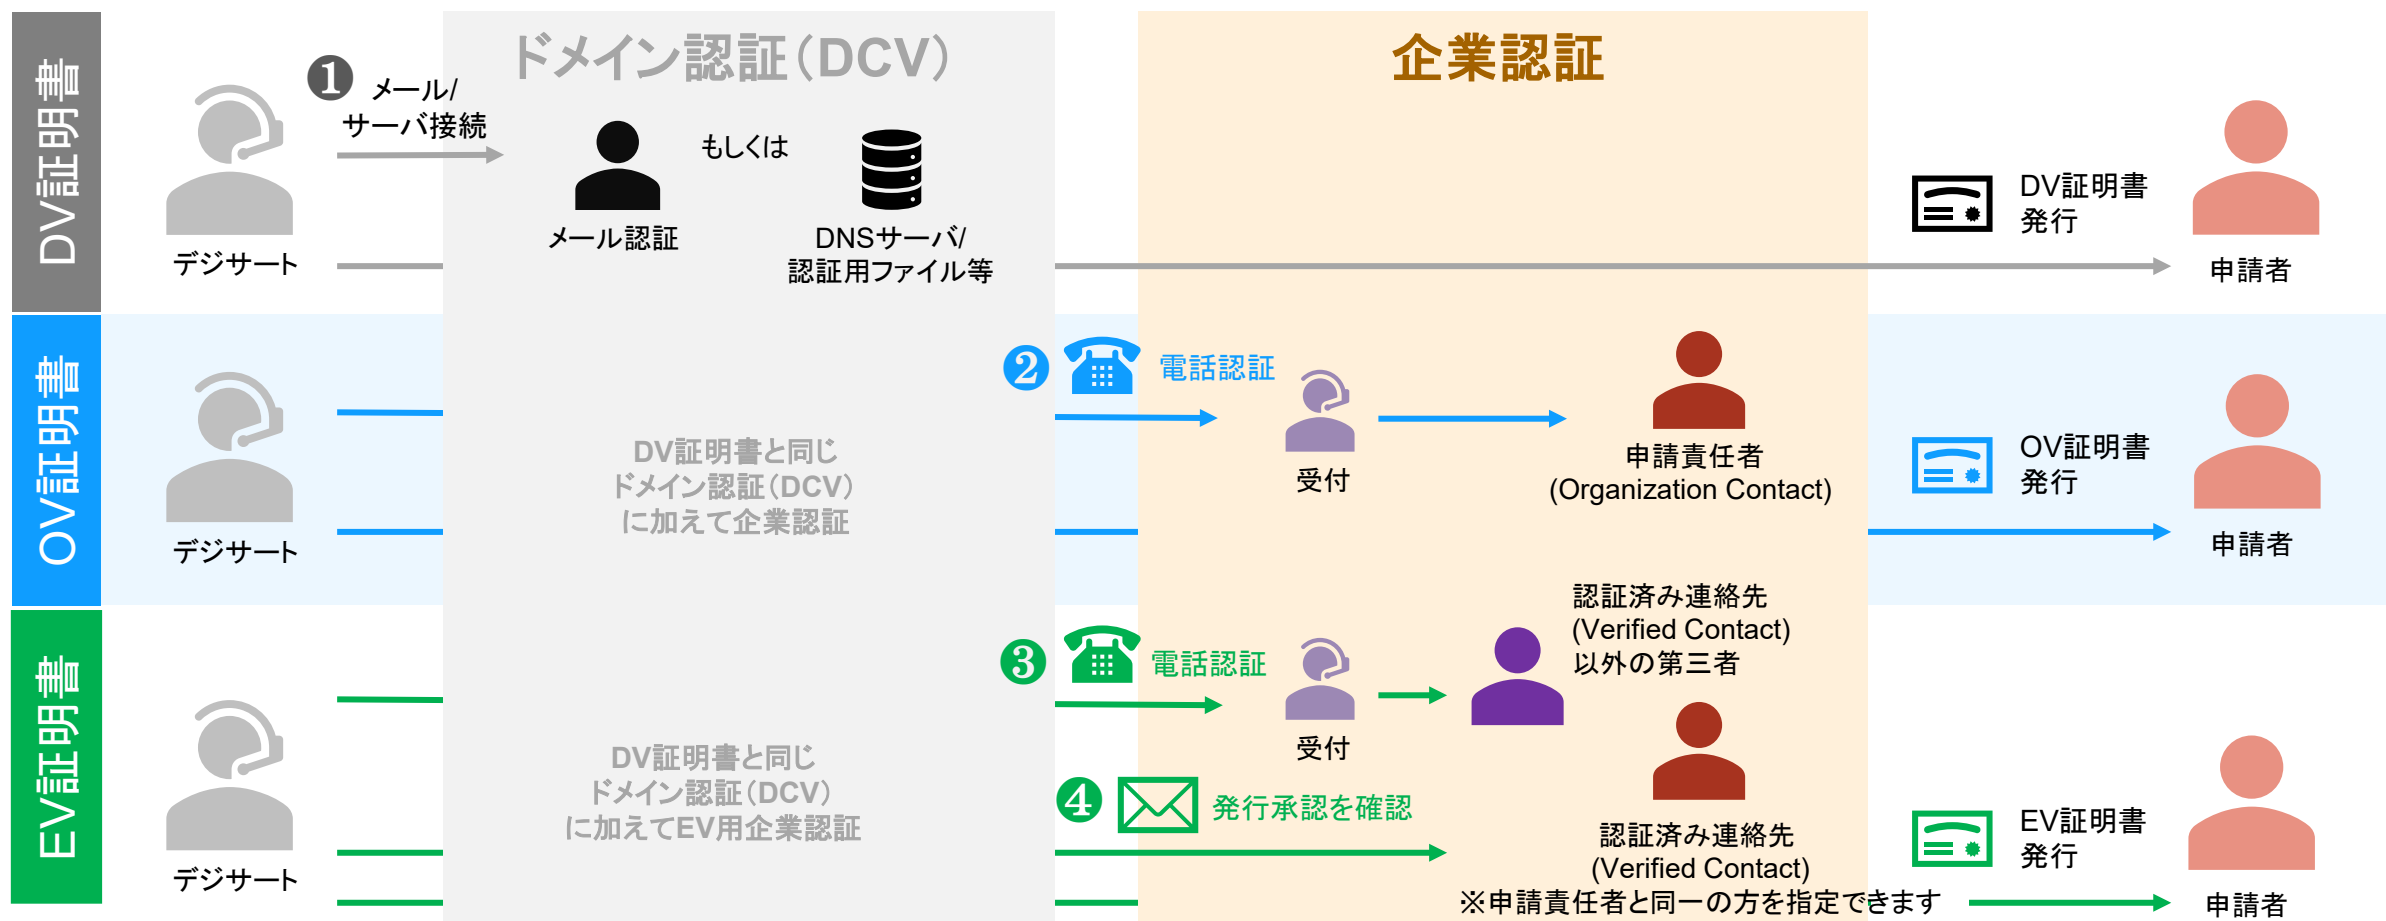 ドメイン認証（DCV）
企業認証
DV証明書
❶
メール/
サーバ接続
デジサート
メール認証
もしくは
DNSサーバ/
認証用ファイル等
DV証明書
発行
申請者
OV証明書
デジサート
DV証明書と同じ
ドメイン認証（DCV）
に加えて企業認証
❷
電話認証
受付
申請責任者
(Organization Contact)
OV証明書
発行
申請者
EV証明書
デジサート
DV証明書と同じ
ドメイン認証（DCV）
に加えてEV用企業認証
❸
電話認証
受付
認証済み連絡先
(Verified Contact)
以外の第三者
❹
発行承認を確認
認証済み連絡先
(Verified Contact)
※申請責任者と同一の方を指定できます
EV証明書
発行
申請者